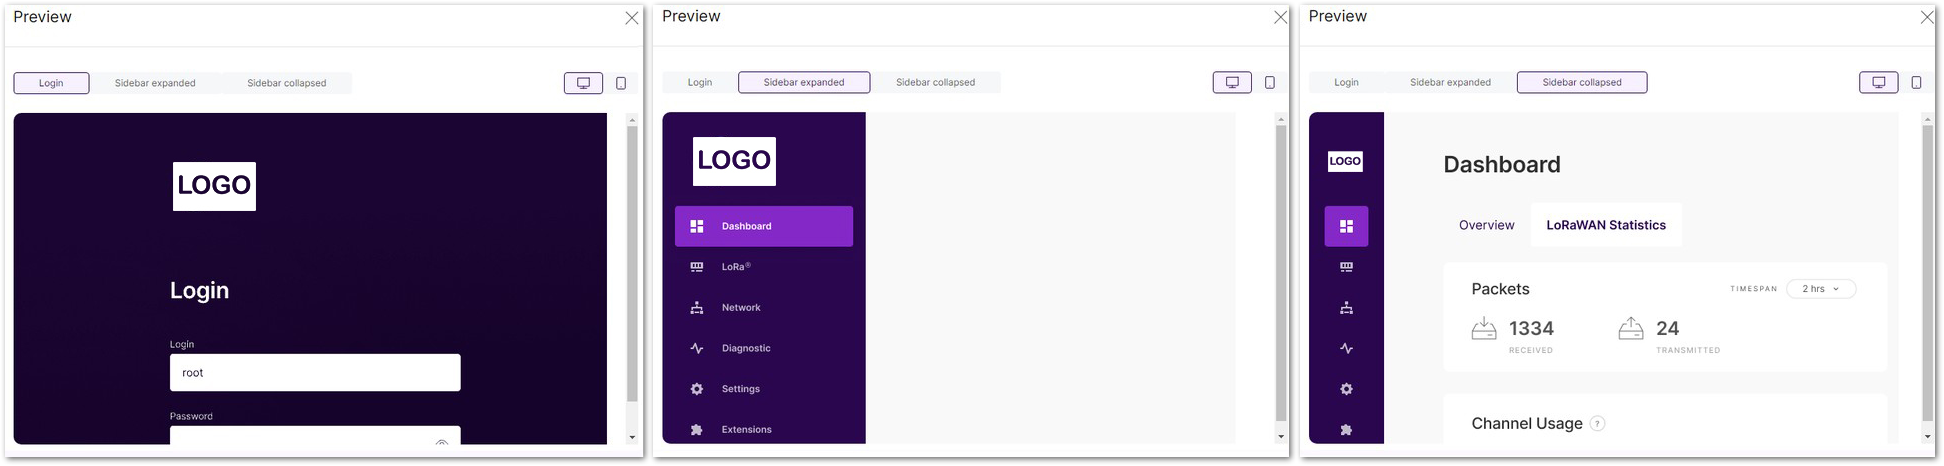 Preview
Login
Sidebar expanded
Sidebar collapsed
LOGO
Login
Login
root
Password
Preview
Login
Sidebar expanded
Sidebar collapsed
LOGO
Dashboard
LoRa®
Network
Diagnostic
Settings
Extensions
Preview
Login
Sidebar expanded
Sidebar collapsed
LOGO
Dashboard
Overview
LoRaWAN Statistics
Packets
TIMESPAN
2 hrs
1334
RECEIVED
24
TRANSMITTED
Channel Usage ?